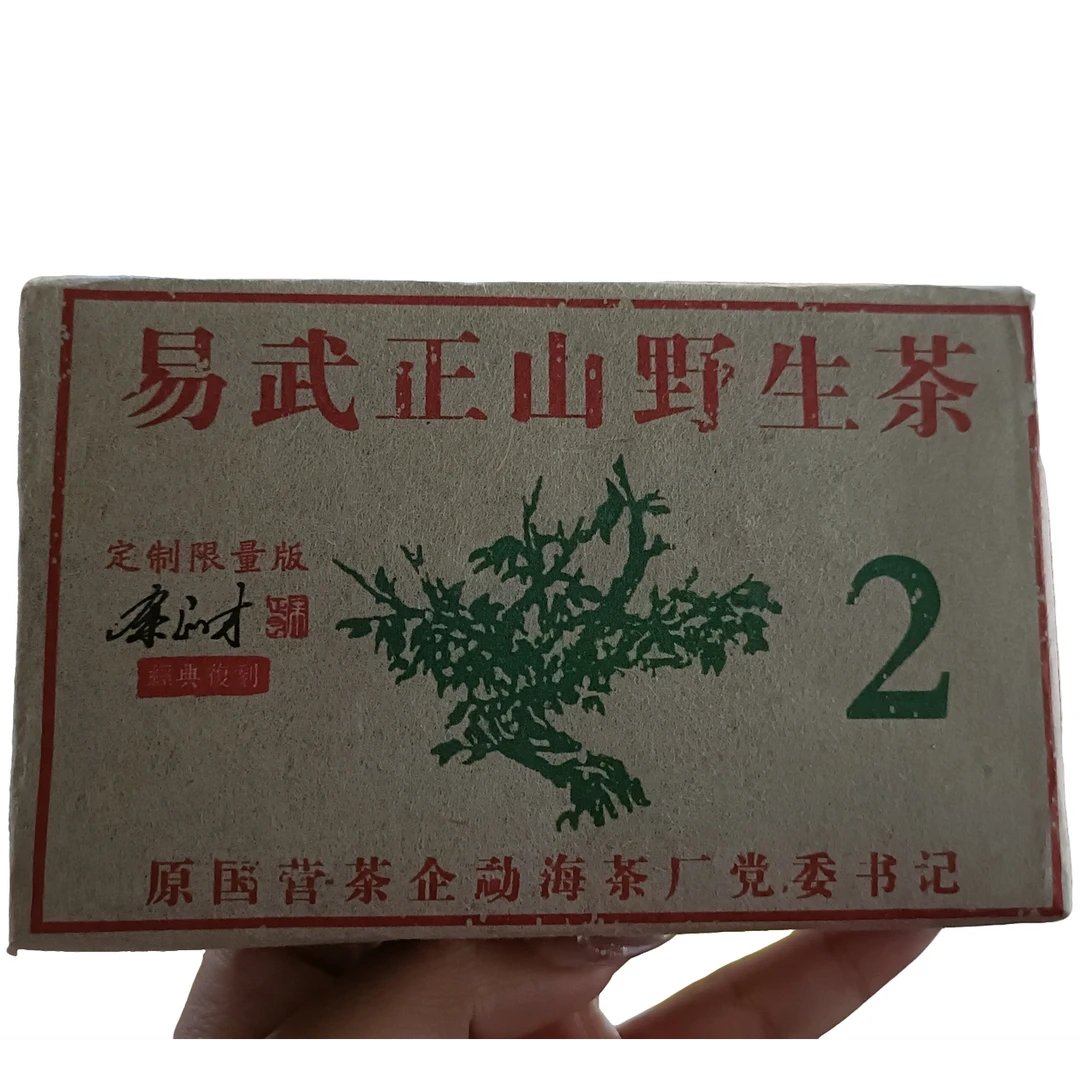 易武正山野生茶
定制限量版
2
經典復刻
原国营茶企勐海茶厂党委书记